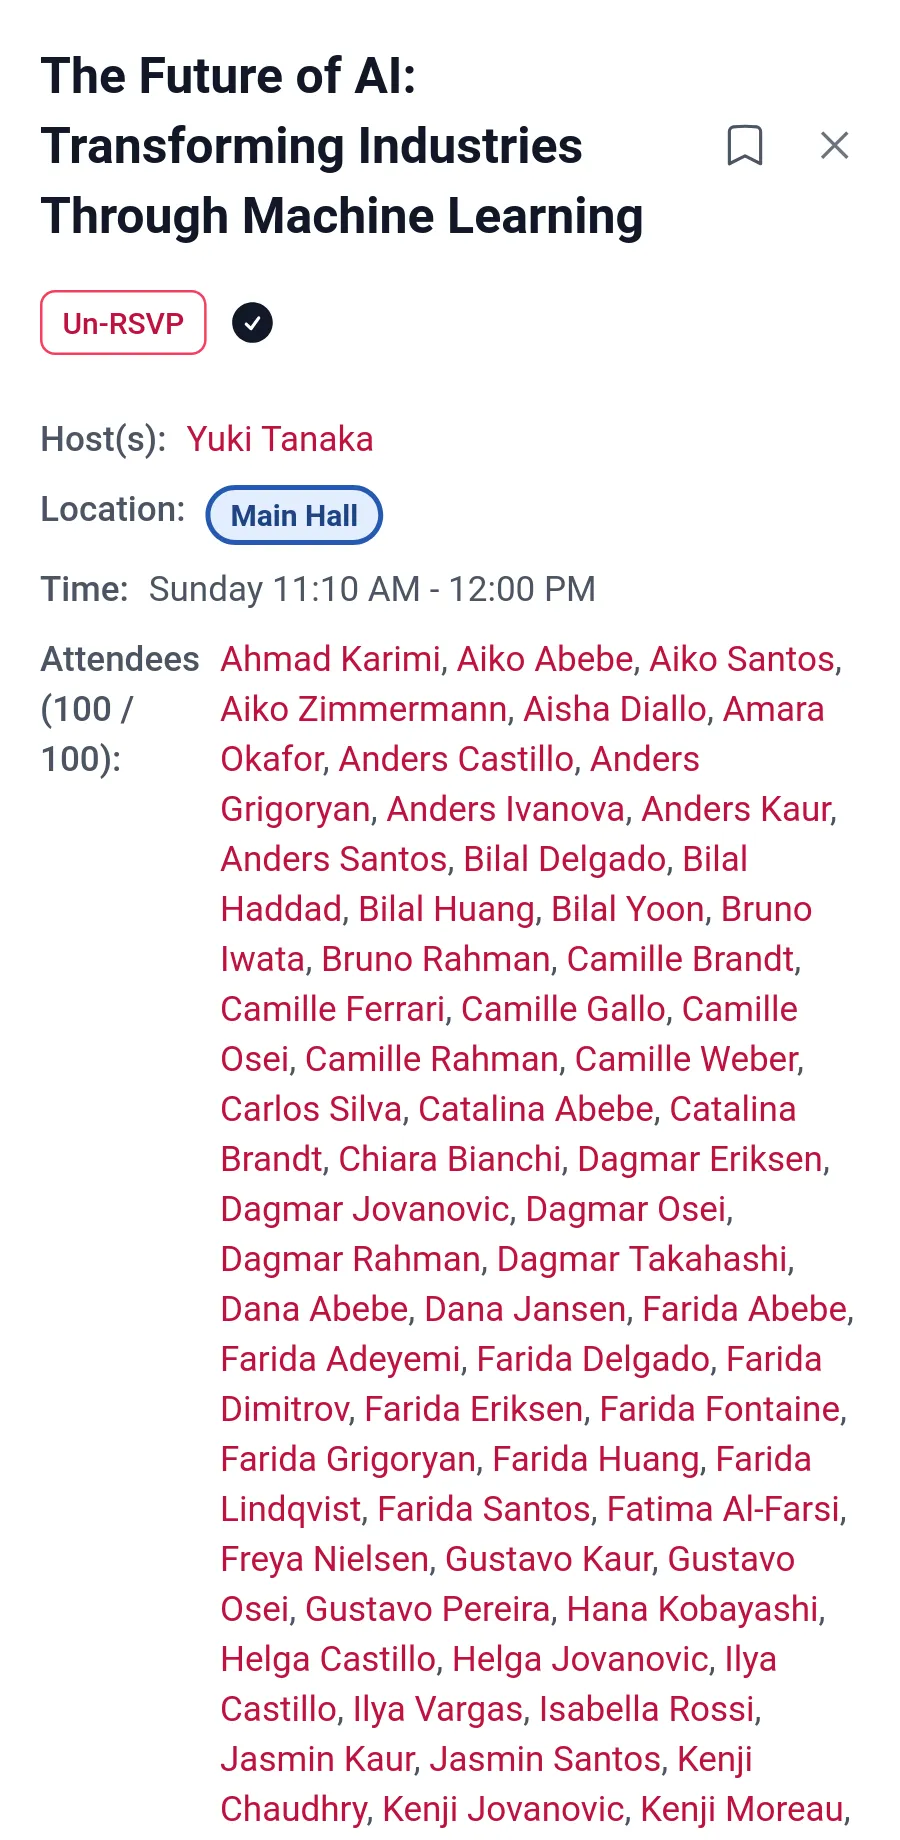 The Future of AI:
Transforming Industries
Through Machine Learning
Un-RSVP
Host(s): Yuki Tanaka
Location: Main Hall
Time: Sunday 11:10 AM - 12:00 PM
Attendees (100 / 100):
Ahmad Karimi, Aiko Abebe, Aiko Santos,
Aiko Zimmermann, Aisha Diallo, Amara
Okafor, Anders Castillo, Anders
Grigoryan, Anders Ivanova, Anders Kaur,
Anders Santos, Bilal Delgado, Bilal
Haddad, Bilal Huang, Bilal Yoon, Bruno
Iwata, Bruno Rahman, Camille Brandt,
Camille Ferrari, Camille Gallo, Camille
Osei, Camille Rahman, Camille Weber,
Carlos Silva, Catalina Abebe, Catalina
Brandt, Chiara Bianchi, Dagmar Eriksen,
Dagmar Jovanovic, Dagmar Osei,
Dagmar Rahman, Dagmar Takahashi,
Dana Abebe, Dana Jansen, Farida Abebe,
Farida Adeyemi, Farida Delgado, Farida
Dimitrov, Farida Eriksen, Farida Fontaine,
Farida Grigoryan, Farida Huang, Farida
Lindqvist, Farida Santos, Fatima Al-Farsi,
Freya Nielsen, Gustavo Kaur, Gustavo
Osei, Gustavo Pereira, Hana Kobayashi,
Helga Castillo, Helga Jovanovic, Ilya
Castillo, Ilya Vargas, Isabella Rossi,
Jasmin Kaur, Jasmin Santos, Kenji
Chaudhry, Kenji Jovanovic, Kenji Moreau,